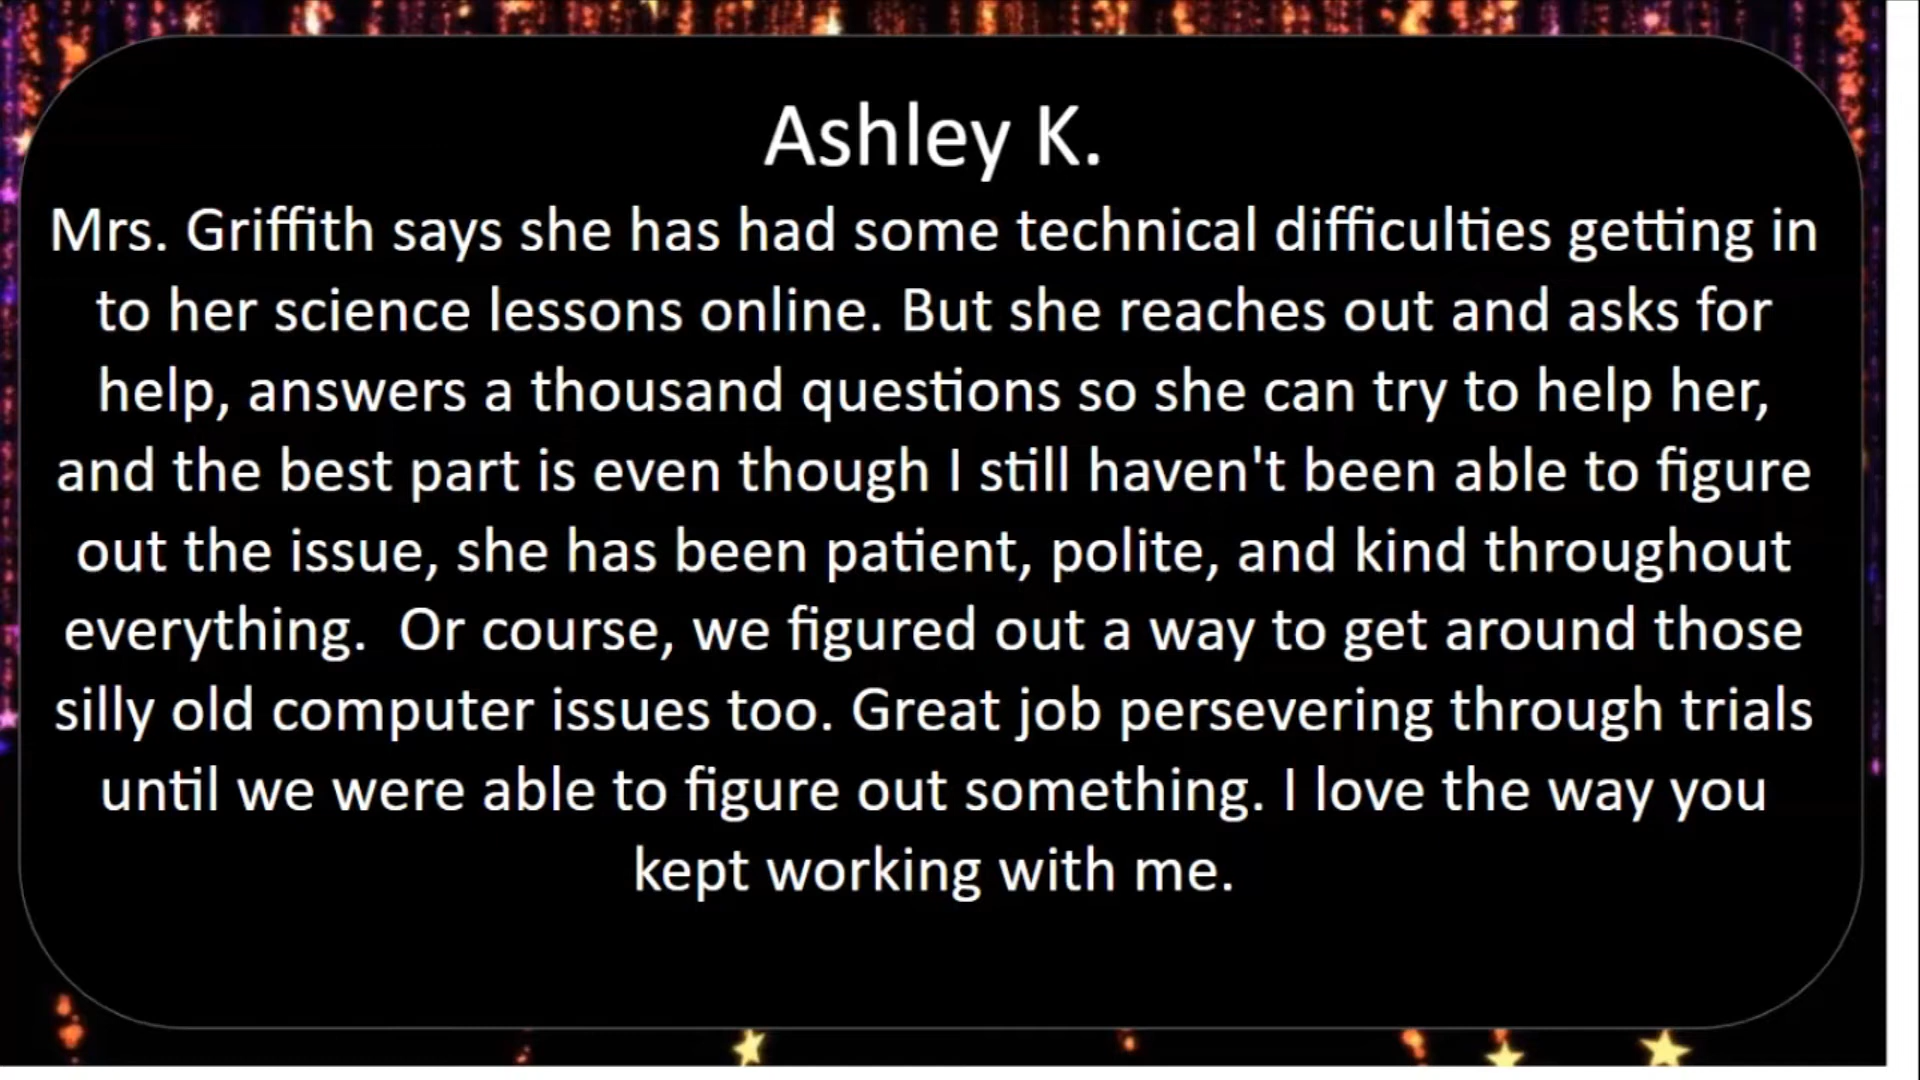 Ashley K.
Mrs. Griffith says she has had some technical difficulties getting in
to her science lessons online. But she reaches out and asks for
help, answers a thousand questions so she can try to help her,
and the best part is even though I still haven't been able to figure
out the issue, she has been patient, polite, and kind throughout
everything.  Or course, we figured out a way to get around those
silly old computer issues too. Great job persevering through trials
until we were able to figure out something. I love the way you
kept working with me.